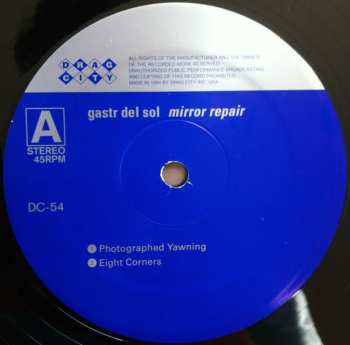 DRAG
CITY
ALL RIGHTS OF THE MANUFACTURER AND THE OWNER
OF THE RECORDED WORK RESERVED
UNAUTHORIZED PUBLIC PERFORMANCE BROADCASTING
AND COPYING OF THIS RECORD PROHIBITED
MADE IN USA BY DRAG CITY INC. USA
A
STEREO
45RPM
gastr del sol mirror repair
DC-54
Photographed Yawning
Eight Corners